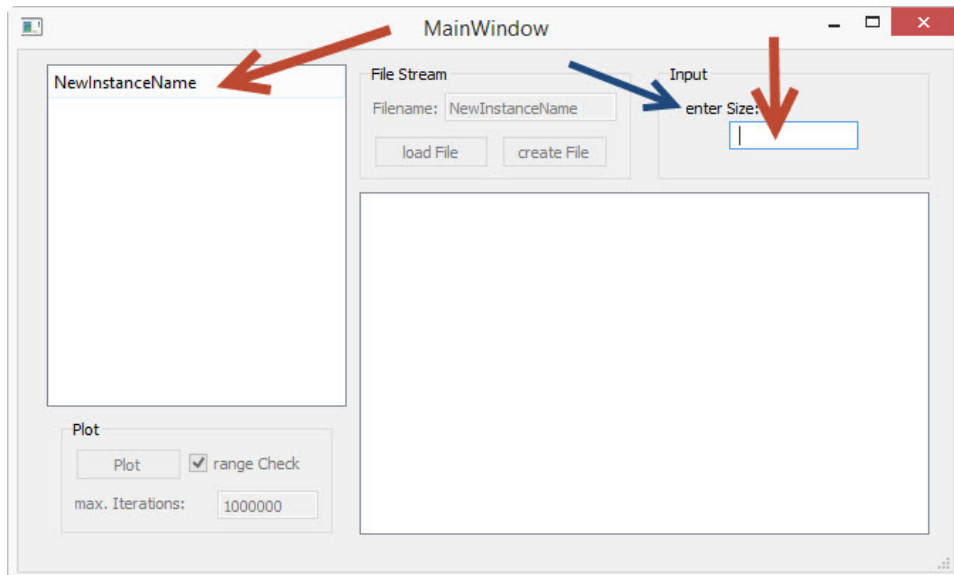 MainWindow
NewInstanceName
File Stream
Filename: NewInstanceName
load File create File
Input
enter Size:
Plot
Plot range Check
max. Iterations: 1000000